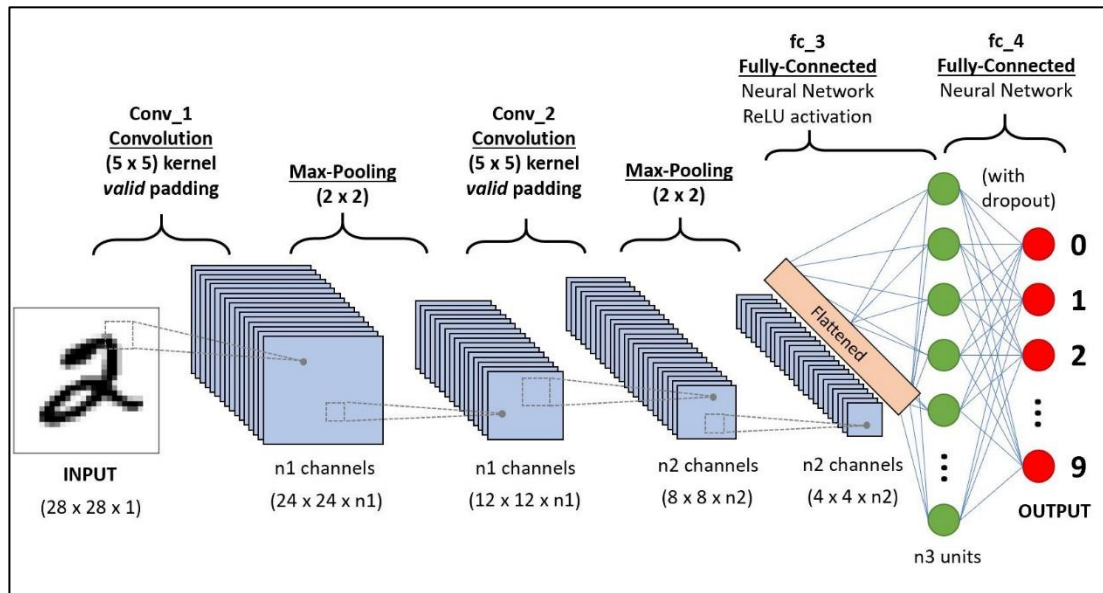 Conv_1
Convolution
(5 x 5) kernel
valid padding
Max-Pooling
(2 x 2)
Conv_2
Convolution
(5 x 5) kernel
valid padding
Max-Pooling
(2 x 2)
fc_3
Fully-Connected
Neural Network
ReLU activation
fc_4
Fully-Connected
Neural Network
(with
dropout)
Flattened
0
1
2
9
OUTPUT
2
INPUT
(28 x 28 x 1)
n1 channels
(24 x 24 x n1)
n1 channels
(12 x 12 x n1)
n2 channels
(8 x 8 x n2)
n2 channels
(4 x 4 x n2)
n3 units